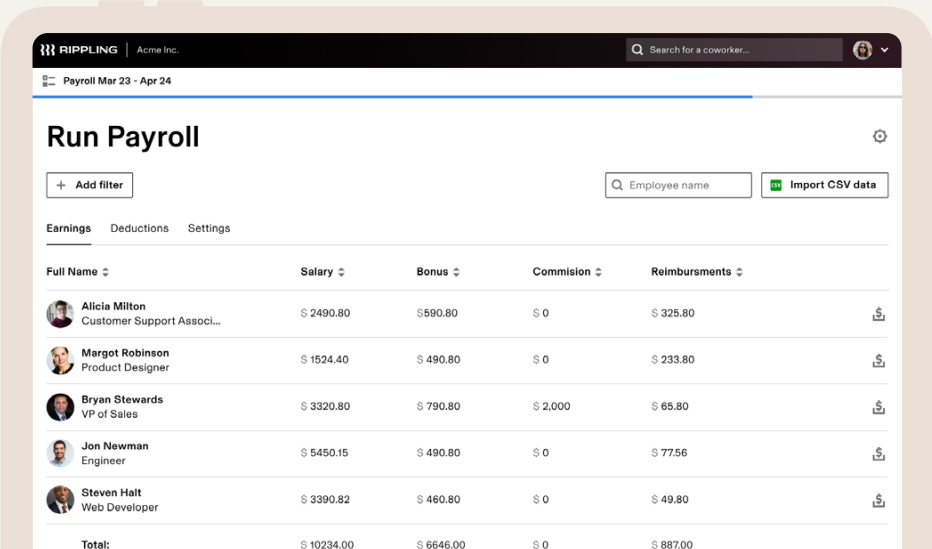 RIPPLING Acme Inc. Search for a coworker...
Payroll Mar 23 - Apr 24
Run Payroll
+ Add filter Employee name CSV Import CSV data
Earnings Deductions Settings
Full Name Salary Bonus Commision Reimbursments
Alicia Milton
Customer Support Associ... $ 2490.80 $590.80 $ 0 $ 325.80
Margot Robinson
Product Designer $ 1524.40 $ 490.80 $ 0 $ 233.80
Bryan Stewards
VP of Sales $ 3320.80 $ 790.80 $ 2,000 $ 65.80
Jon Newman
Engineer $ 5450.15 $ 490.80 $ 0 $ 77.56
Steven Halt
Web Developer $ 3390.82 $ 460.80 $ 0 $ 49.80
Total: $ 10234.00 $ 6646.00 $ 0 $ 887.00